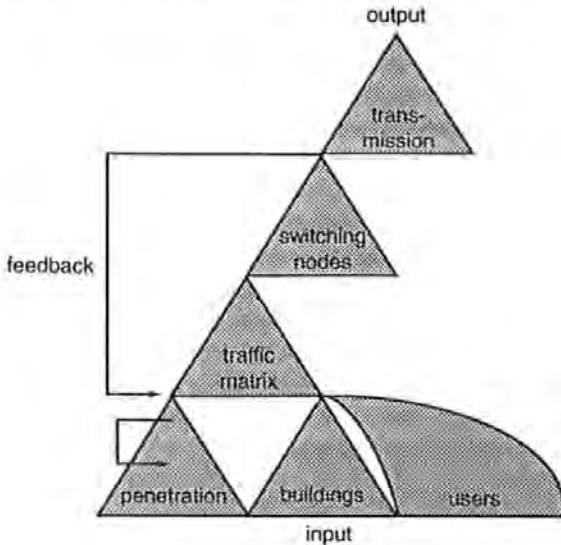 output
trans-
mission
switching
nodes
feedback
traffic
matrix
penetration buildings users
input